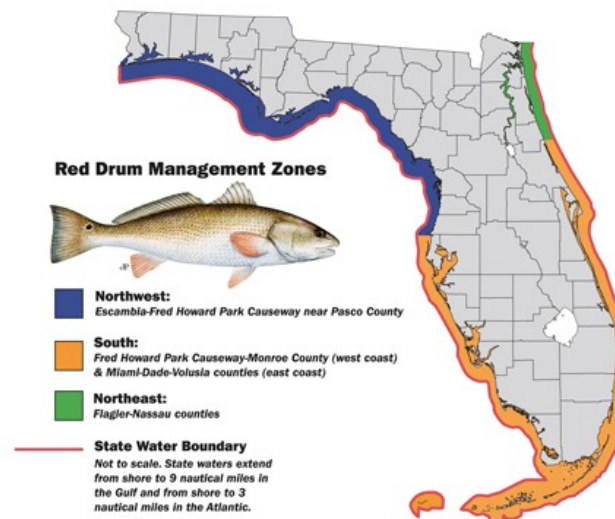 Red Drum Management Zones
Northwest:
Escambia-Fred Howard Park Causeway near Pasco County
South:
Fred Howard Park Causeway-Monroe County (west coast)
& Miami-Dade-Volusia counties (east coast)
Northeast:
Flagler-Nassau counties
State Water Boundary
Not to scale. State waters extend
from shore to 9 nautical miles in
the Gulf and from shore to 3
nautical miles in the Atlantic.